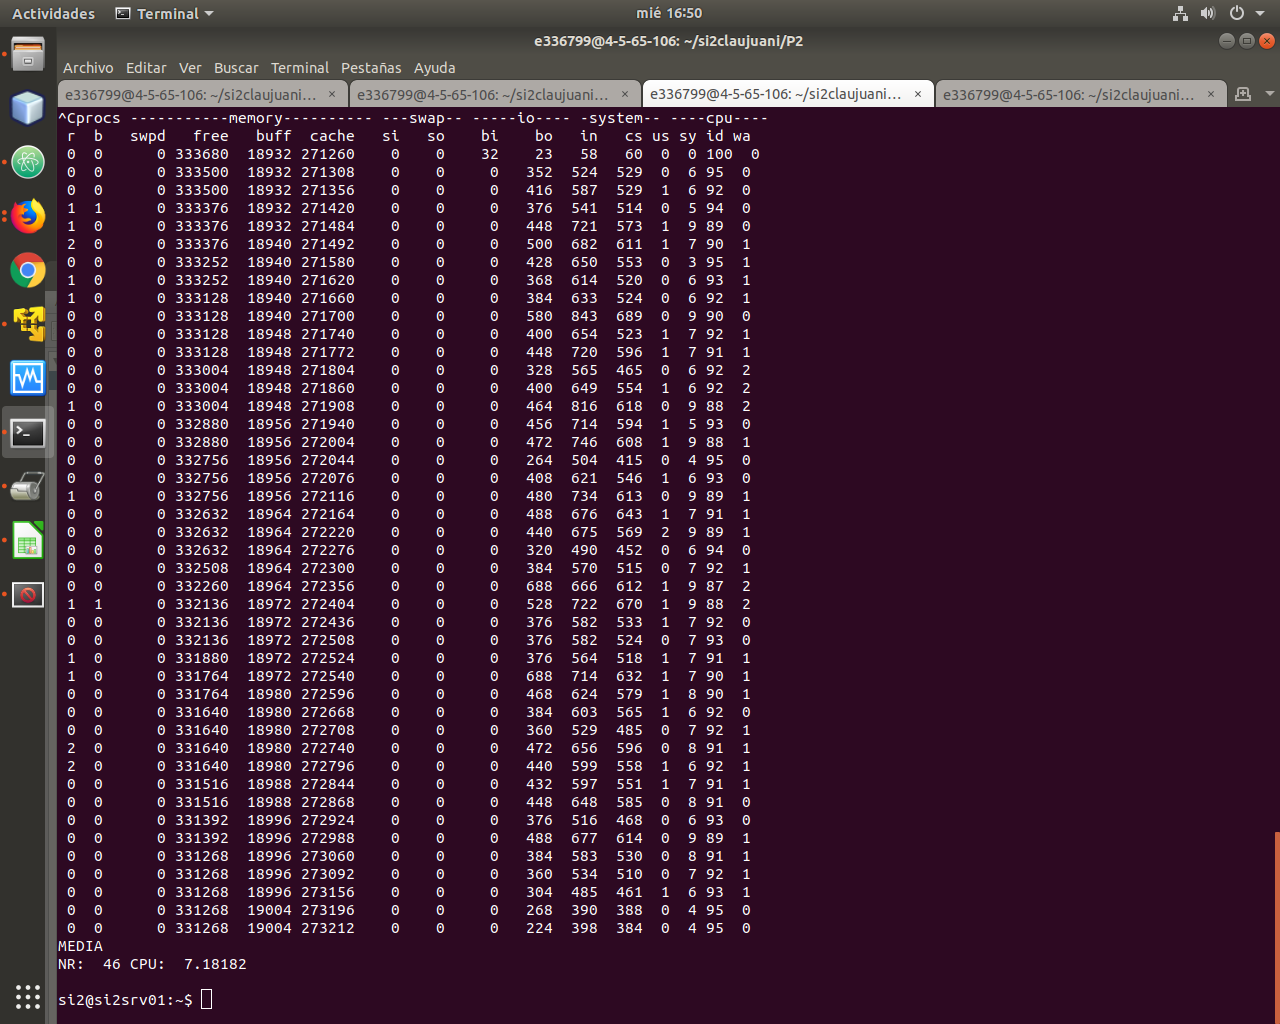 Actividades Terminal mié 16:50
e336799@4-5-65-106: ~/si2claujuani/P2
Archivo Editar Ver Buscar Terminal Pestañas Ayuda
e336799@4-5-65-106: ~/si2claujuani… × e336799@4-5-65-106: ~/si2claujuani… × e336799@4-5-65-106: ~/si2claujuani… × e336799@4-5-65-106: ~/si2claujuani… ×
^Cprocs -----------memory---------- ---swap-- -----io---- -system-- ----cpu----
 r  b   swpd   free   buff  cache   si   so    bi    bo   in   cs us sy id wa
 0  0      0 333680  18932 271260    0    0    32    23   58   60  0  0 100  0
 0  0      0 333500  18932 271308    0    0     0   352  524  529  0  6 95  0
 0  0      0 333500  18932 271356    0    0     0   416  587  529  1  6 92  0
 1  1      0 333376  18932 271420    0    0     0   376  541  514  0  5 94  0
 1  0      0 333376  18932 271484    0    0     0   448  721  573  1  9 89  0
 2  0      0 333376  18940 271492    0    0     0   500  682  611  1  7 90  1
 0  0      0 333252  18940 271580    0    0     0   428  650  553  0  3 95  1
 1  0      0 333252  18940 271620    0    0     0   368  614  520  0  6 93  1
 1  0      0 333128  18940 271660    0    0     0   384  633  524  0  6 92  1
 0  0      0 333128  18940 271700    0    0     0   580  843  689  0  9 90  0
 0  0      0 333128  18948 271740    0    0     0   400  654  523  1  7 92  1
 0  0      0 333128  18948 271772    0    0     0   448  720  596  1  7 91  1
 0  0      0 333004  18948 271804    0    0     0   328  565  465  0  6 92  2
 0  0      0 333004  18948 271860    0    0     0   400  649  554  1  6 92  2
 1  0      0 333004  18948 271908    0    0     0   464  816  618  0  9 88  2
 0  0      0 332880  18956 271940    0    0     0   456  714  594  1  5 93  0
 0  0      0 332880  18956 272004    0    0     0   472  746  608  1  9 88  1
 0  0      0 332756  18956 272044    0    0     0   264  504  415  0  4 95  0
 0  0      0 332756  18956 272076    0    0     0   408  621  546  1  6 93  0
 1  0      0 332756  18956 272116    0    0     0   480  734  613  0  9 89  1
 0  0      0 332632  18964 272164    0    0     0   488  676  643  1  7 91  1
 0  0      0 332632  18964 272220    0    0     0   440  675  569  2  9 89  1
 0  0      0 332632  18964 272276    0    0     0   320  490  452  0  6 94  0
 0  0      0 332508  18964 272300    0    0     0   384  570  515  0  7 92  1
 0  0      0 332260  18964 272356    0    0     0   688  666  612  1  9 87  2
 1  1      0 332136  18972 272404    0    0     0   528  722  670  1  9 88  2
 0  0      0 332136  18972 272436    0    0     0   376  582  533  1  7 92  0
 0  0      0 332136  18972 272508    0    0     0   376  582  524  0  7 93  0
 1  0      0 331880  18972 272524    0    0     0   376  564  518  1  7 91  1
 1  0      0 331764  18972 272540    0    0     0   688  714  632  1  7 90  1
 0  0      0 331764  18980 272596    0    0     0   468  624  579  1  8 90  1
 0  0      0 331640  18980 272668    0    0     0   384  603  565  1  6 92  0
 0  0      0 331640  18980 272708    0    0     0   360  529  485  0  7 92  1
 2  0      0 331640  18980 272740    0    0     0   472  656  596  0  8 91  1
 2  0      0 331640  18980 272796    0    0     0   440  599  558  1  6 92  1
 0  0      0 331516  18988 272844    0    0     0   432  597  551  1  7 91  1
 0  0      0 331516  18988 272868    0    0     0   448  648  585  0  8 91  0
 0  0      0 331392  18996 272924    0    0     0   376  516  468  0  6 93  0
 0  0      0 331392  18996 272988    0    0     0   488  677  614  0  9 89  1
 0  0      0 331268  18996 273060    0    0     0   384  583  530  0  8 91  1
 0  0      0 331268  18996 273092    0    0     0   360  534  510  0  7 92  1
 0  0      0 331268  18996 273156    0    0     0   304  485  461  1  6 93  1
 0  0      0 331268  19004 273196    0    0     0   268  390  388  0  4 95  0
 0  0      0 331268  19004 273212    0    0     0   224  398  384  0  4 95  0
MEDIA
NR:  46 CPU:  7.18182
si2@si2srv01:~$